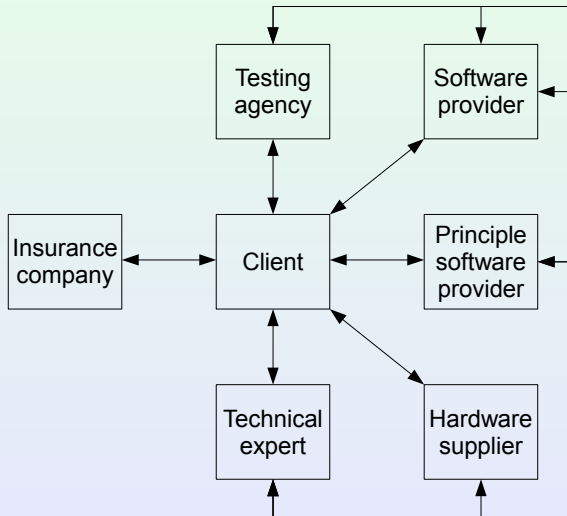 Testing
agency
Software
provider
Insurance
company
Client
Principle
software
provider
Technical
expert
Hardware
supplier